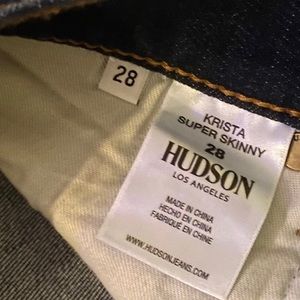 28
KRISTA
SUPER SKINNY
28
HUDSON
LOS ANGELES
MADE IN CHINA
HECHO EN CHINA
FABRIQUÉ EN CHINE
WWW.HUDSONJEANS.COM